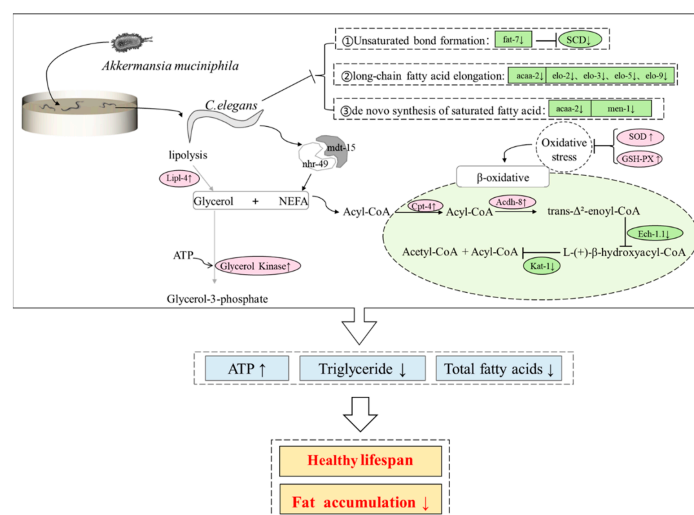 Akkermansia muciniphila
C.elegans
①Unsaturated bond formation: fat-7↓ SCD↓
②long-chain fatty acid elongation: acaa-2↓ elo-2↓、elo-3↓、elo-5↓、elo-9↓
③de novo synthesis of saturated fatty acid: acaa-2↓ men-1↓
mdt-15
nhr-49
Oxidative stress
SOD ↑
GSH-PX ↑
lipolysis
Lipl-4↑
β-oxidative
Glycerol + NEFA
Acyl-CoA Cpt-4↑ Acyl-CoA Acdh-8↑ trans-Δ²-enoyl-CoA
Ech-1.1↓
ATP
Glycerol Kinase↑
Acetyl-CoA + Acyl-CoA Kat-1↓ L-(+)-β-hydroxyacyl-CoA
Glycerol-3-phosphate
ATP ↑ Triglyceride ↓ Total fatty acids ↓
Healthy lifespan
Fat accumulation ↓